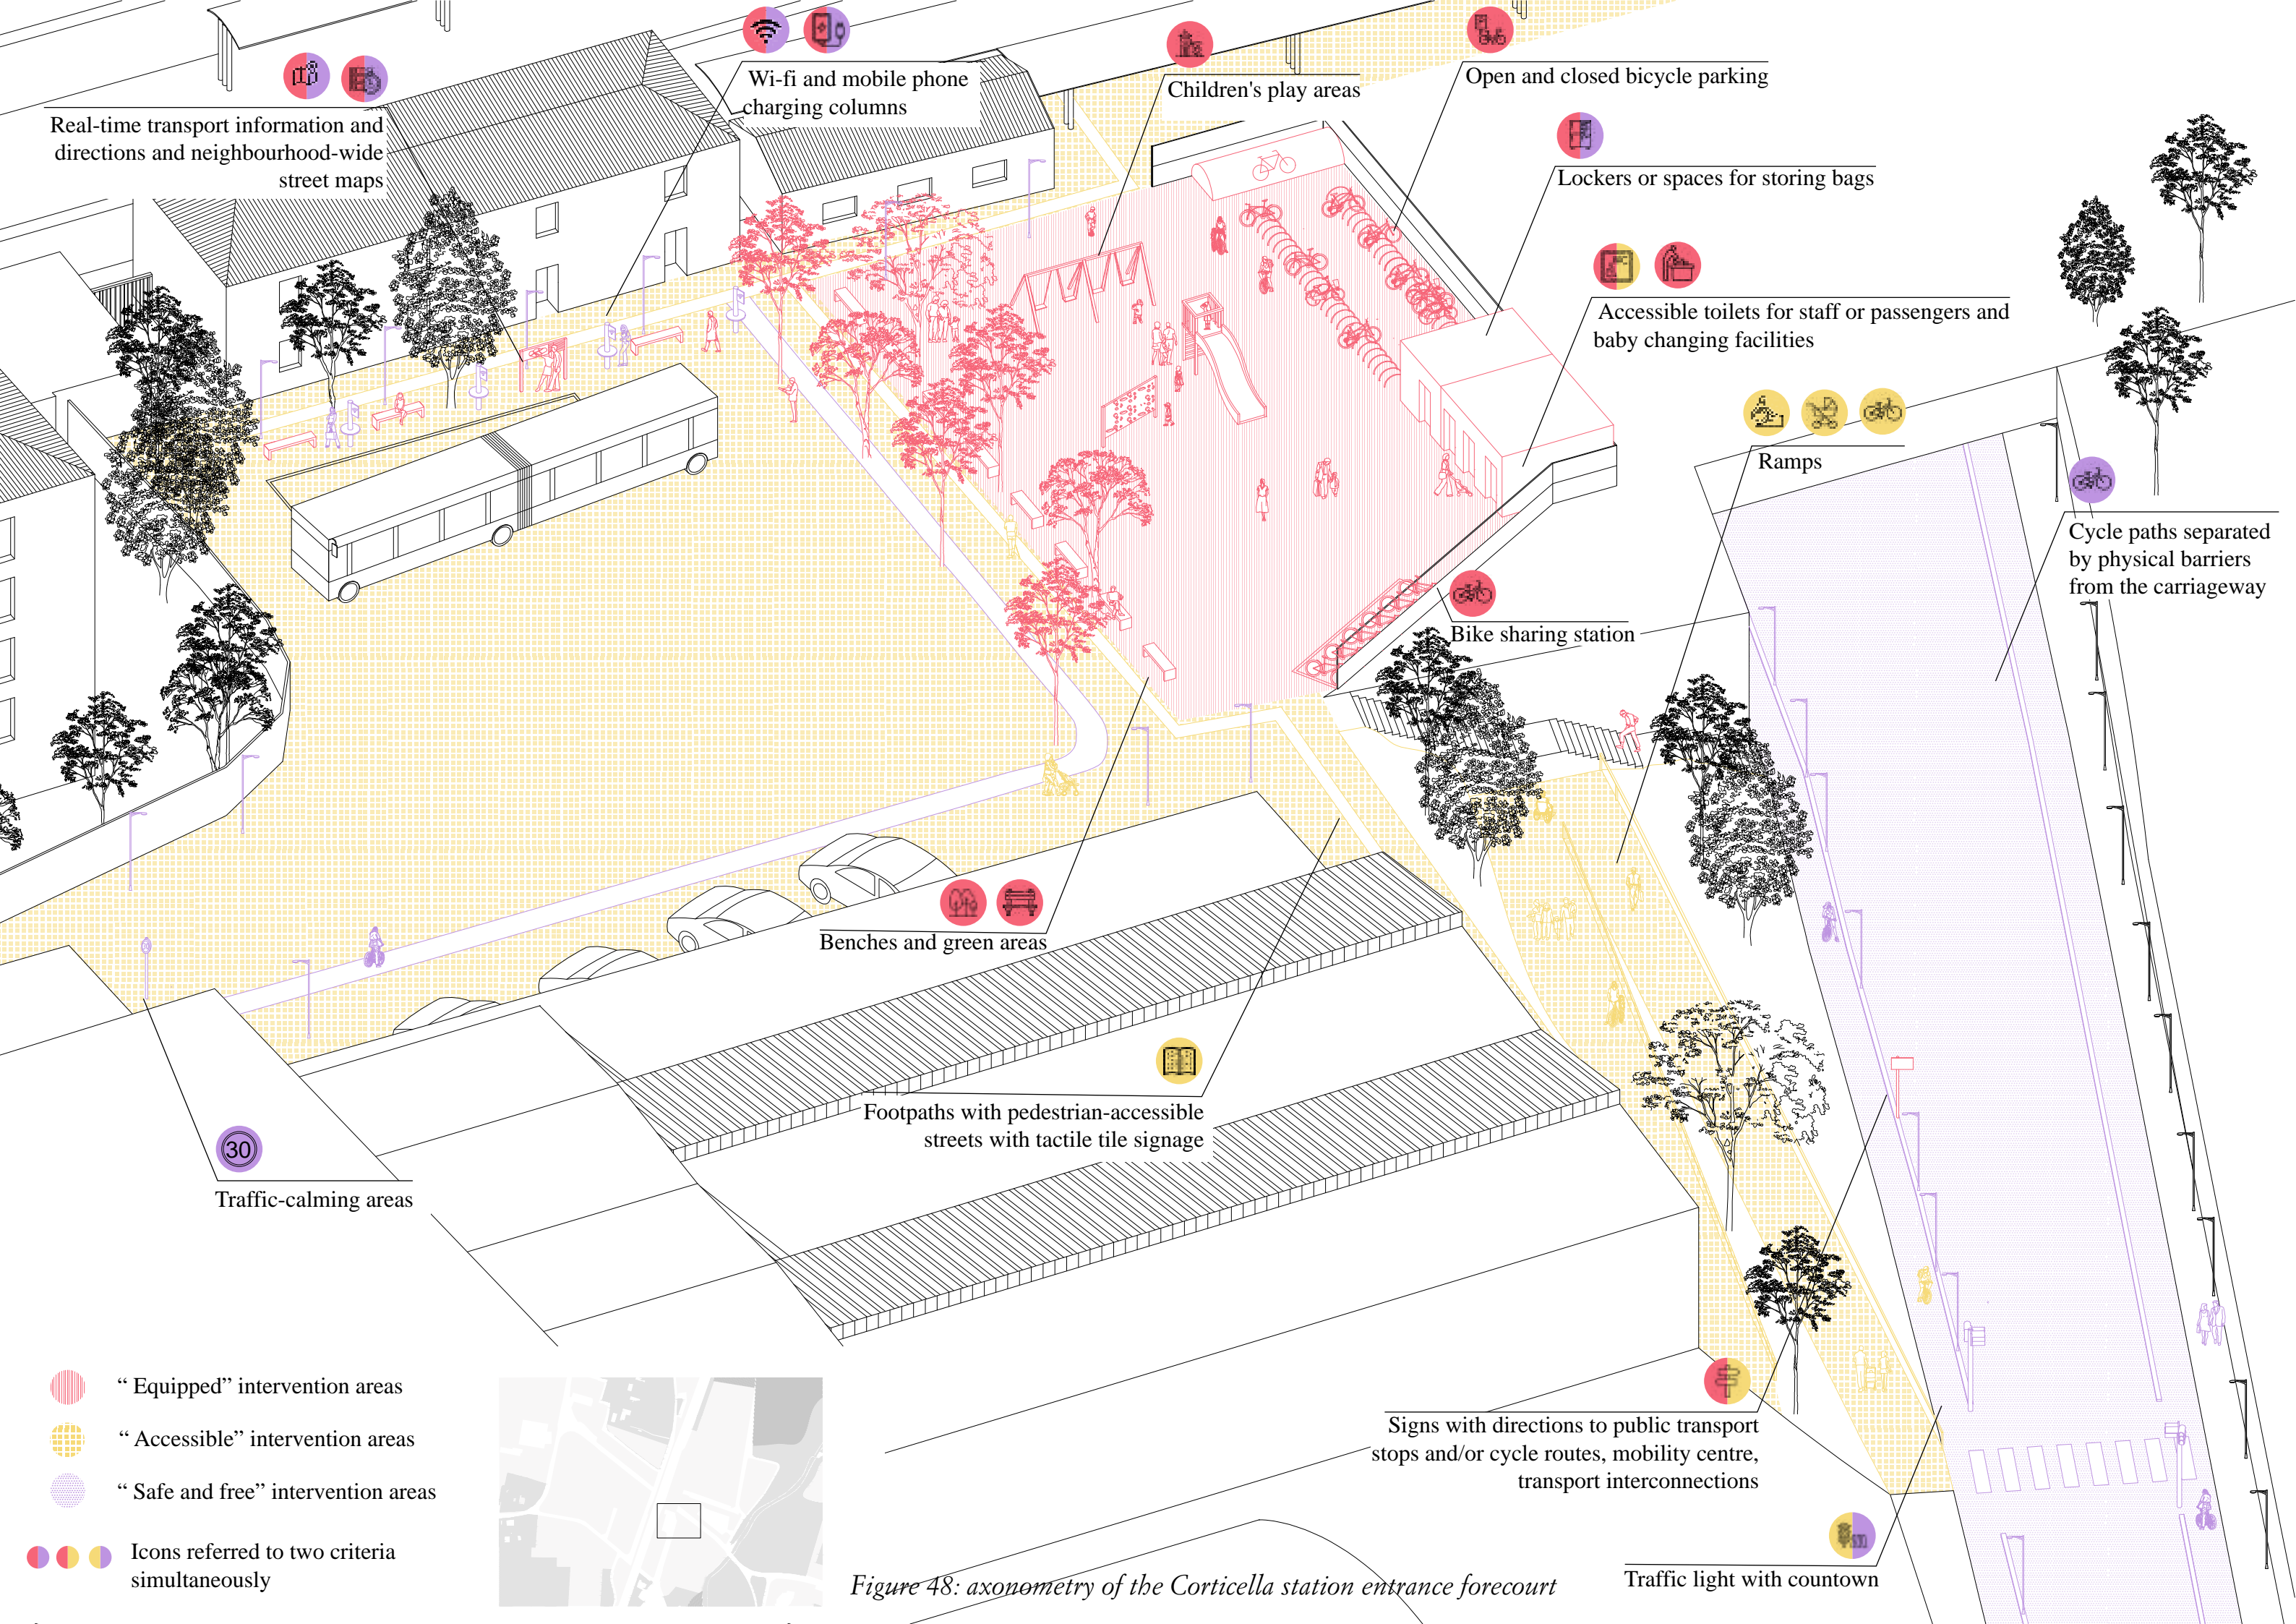 Wi-fi and mobile phone
charging columns
Children's play areas
Open and closed bicycle parking
Real-time transport information and
directions and neighbourhood-wide
street maps
Lockers or spaces for storing bags
Accessible toilets for staff or passengers and
baby changing facilities
Ramps
Cycle paths separated
by physical barriers
from the carriageway
Bike sharing station
Benches and green areas
Footpaths with pedestrian-accessible
streets with tactile tile signage
30
Traffic-calming areas
“ Equipped” intervention areas
“ Accessible” intervention areas
“ Safe and free” intervention areas
Icons referred to two criteria
simultaneously
Signs with directions to public transport
stops and/or cycle routes, mobility centre,
transport interconnections
Traffic light with countown
Figure 48: axonometry of the Corticella station entrance forecourt